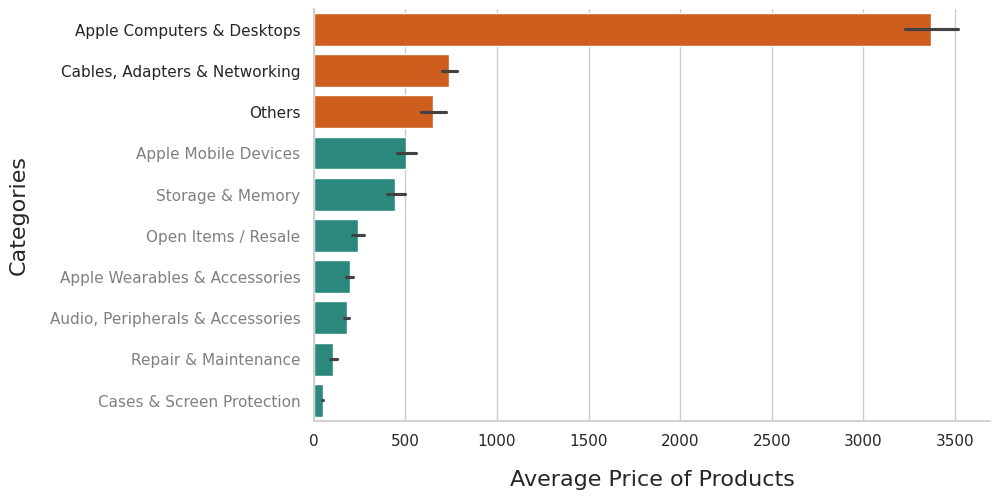 Apple Computers & Desktops
Cables, Adapters & Networking
Others
Apple Mobile Devices
Storage & Memory
Open Items / Resale
Apple Wearables & Accessories
Audio, Peripherals & Accessories
Repair & Maintenance
Cases & Screen Protection
Categories
0 500 1000 1500 2000 2500 3000 3500
Average Price of Products